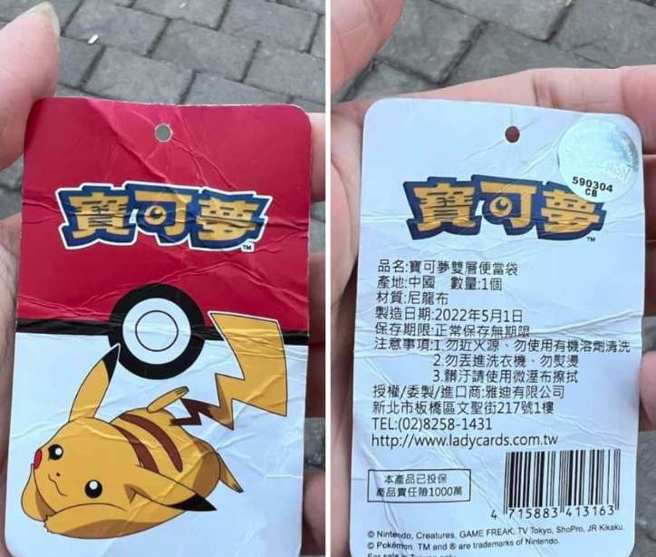 寶可夢
TM
寶可夢
TM
590304
CB
品名:寶可夢雙層便當袋
產地:中國 數量:1個
材質:尼龍布
製造日期:2022年5月1日
保存期限:正常保存無期限
注意事項:1.勿近火源、勿使用有機溶劑清洗
2.勿丟進洗衣機、勿熨燙
3.髒汙請使用微溼布擦拭
授權/委製/進口商:雅迪有限公司
新北市板橋區文聖街217號1樓
TEL:(02)8258-1431
http://www.ladycards.com.tw
本產品已投保
產品責任險1000萬
4 715883 413163
© Nintendo, Creatures, GAME FREAK, TV Tokyo, ShoPro, JR Kikaku.
© Pokémon. TM and ® are trademarks of Nintendo.